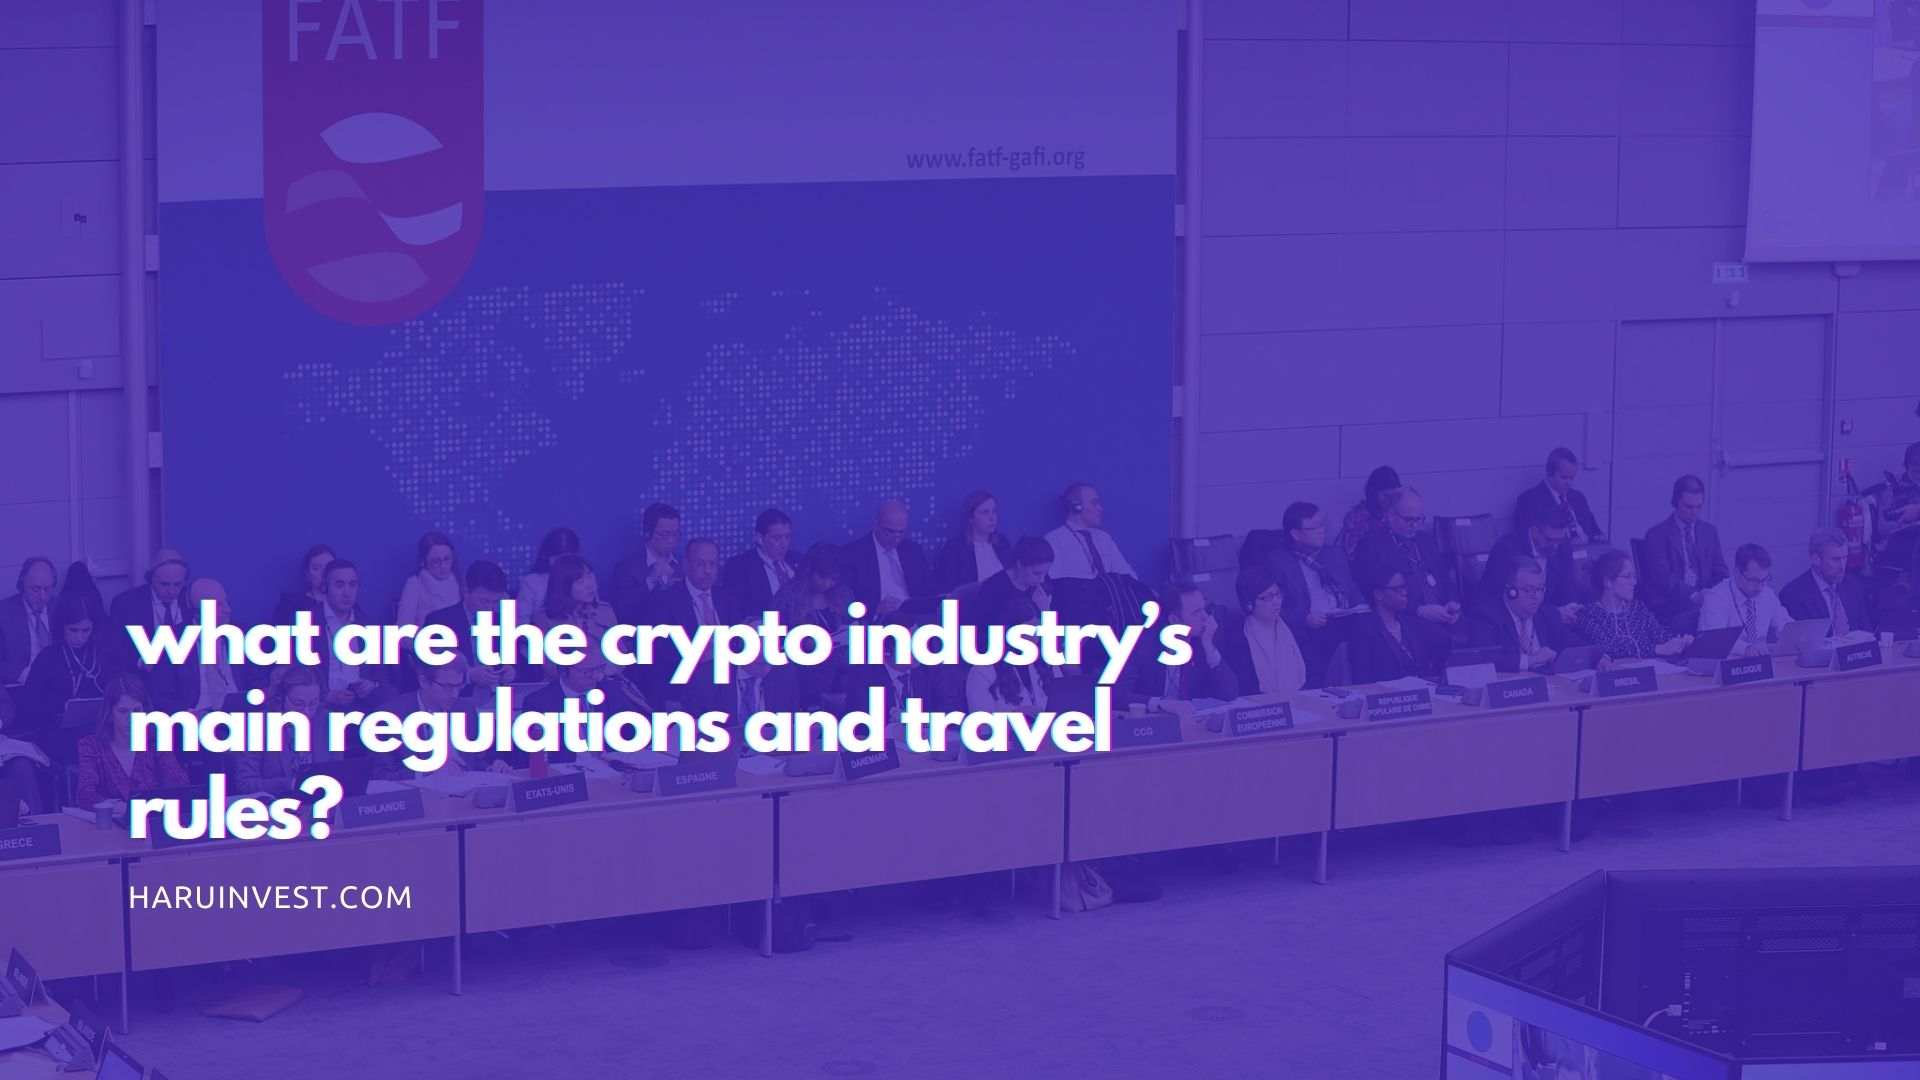 FATF
www.fatf-gafi.org
what are the crypto industry’s
main regulations and travel
rules?
HARUINVEST.COM
FINLANDE
ETATS-UNIS
ESPAGNE
DANEMARK
CCG
COMMISSION
EUROPEENNE
REPUBLIQUE
POPULAIRE DE CHINE
CANADA
BRESIL
BELGIQUE
AUTRICHE